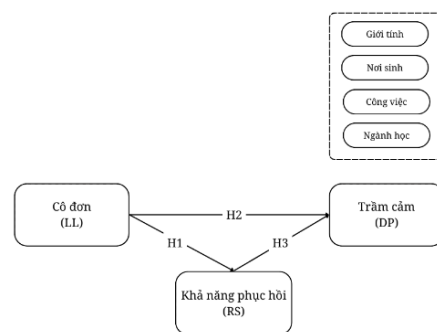 Giới tính
Nơi sinh
Công việc
Ngành học
Cô đơn
(LL)
H2
Trầm cảm
(DP)
H1
H3
Khả năng phục hồi
(RS)